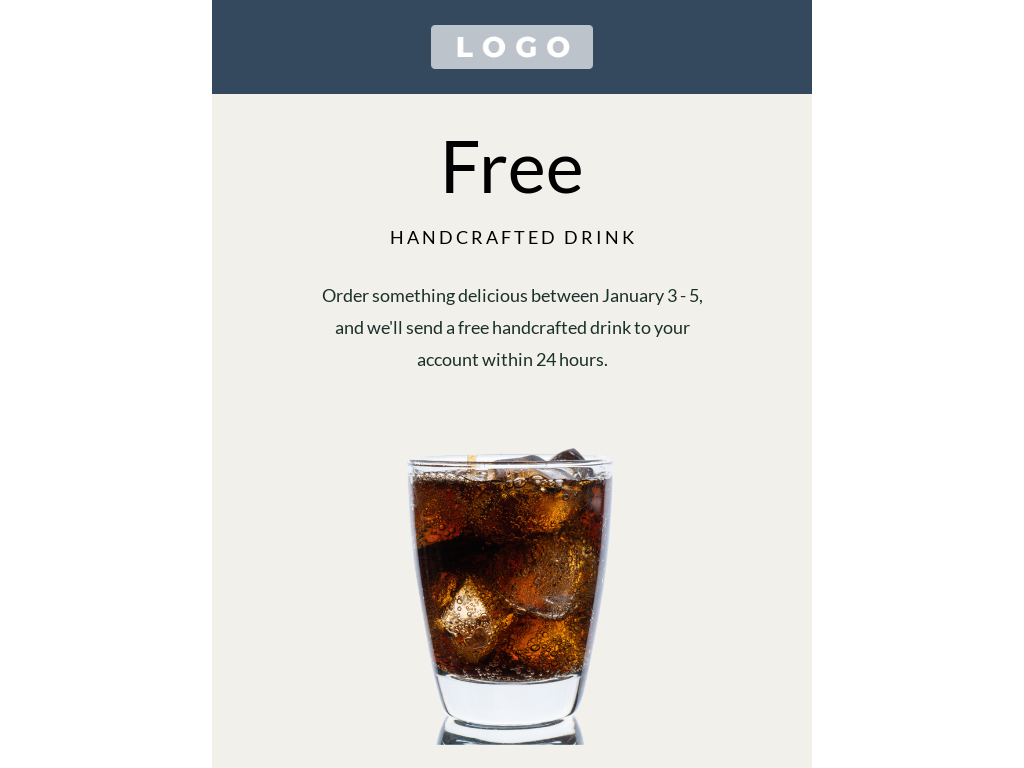 LOGO
Free
HANDCRAFTED DRINK
Order something delicious between January 3 - 5,
and we'll send a free handcrafted drink to your
account within 24 hours.